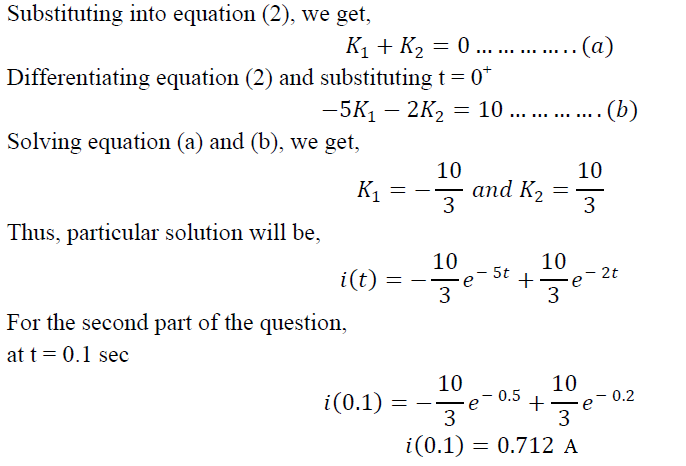 Substituting into equation (2), we get,
K₁ + K₂ = 0 ... ... ... ... . . (a)
Differentiating equation (2) and substituting t = 0⁺
−5K₁ − 2K₂ = 10 ... ... ... ... . (b)
Solving equation (a) and (b), we get,
K₁ = −10/3 and K₂ = 10/3
Thus, particular solution will be,
i(t) = −10/3 e^(− 5t) + 10/3 e^(− 2t)
For the second part of the question,
at t = 0.1 sec
i(0.1) = −10/3 e^(− 0.5) + 10/3 e^(− 0.2)
i(0.1) = 0.712 A